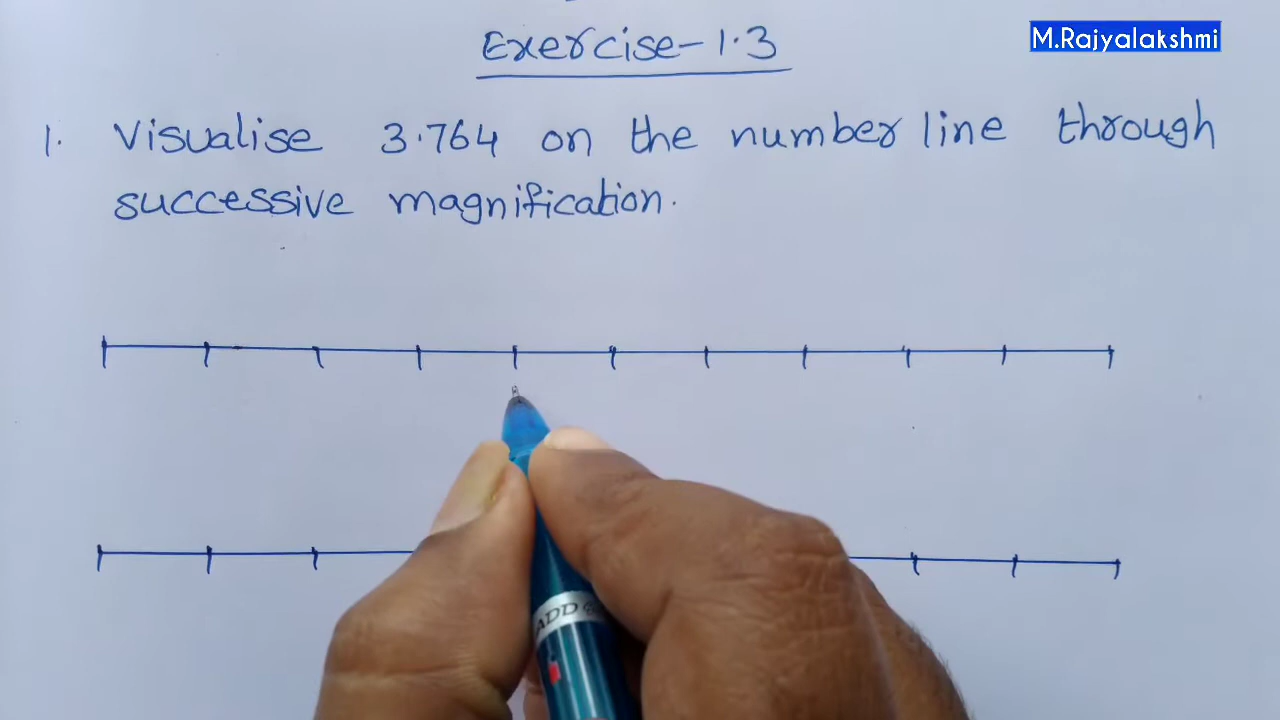 Exercise-1.3
M.Rajyalakshmi
1. Visualise 3.764 on the number line through
successive magnification.
ADD